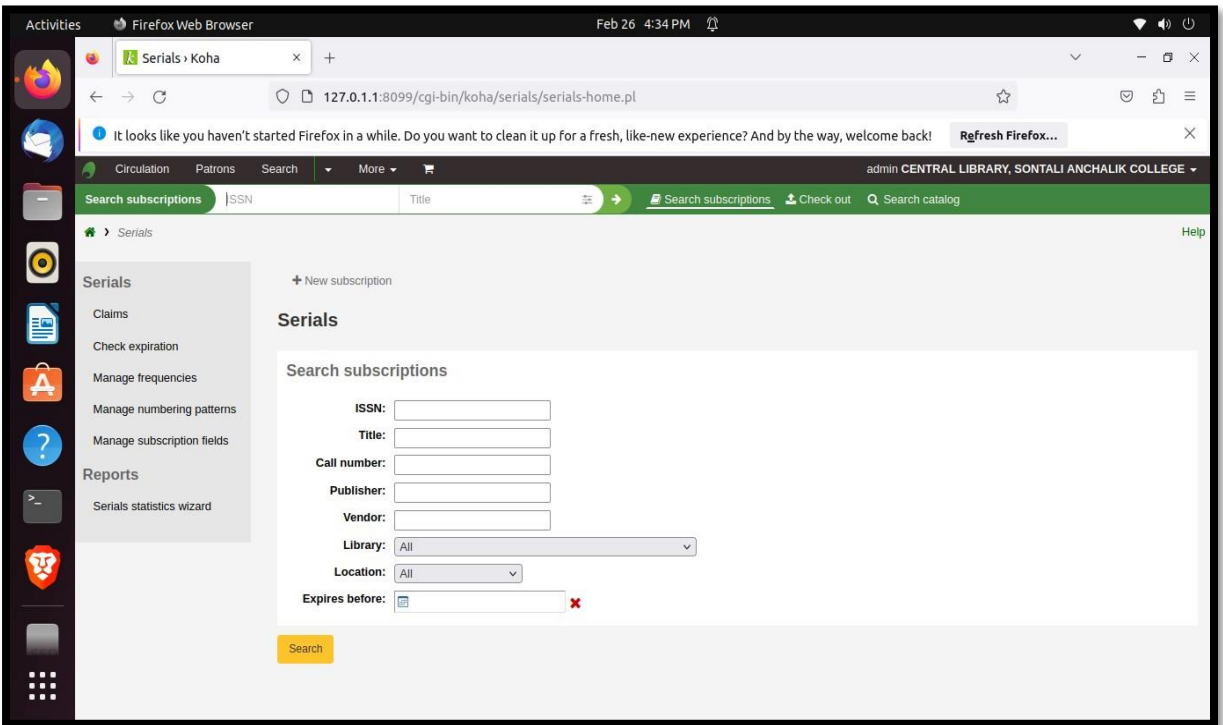 Activities Firefox Web Browser Feb 26 4:34 PM
Serials › Koha
127.0.1.1:8099/cgi-bin/koha/serials/serials-home.pl
It looks like you haven't started Firefox in a while. Do you want to clean it up for a fresh, like-new experience? And by the way, welcome back! Refresh Firefox...
Circulation Patrons Search More admin CENTRAL LIBRARY, SONTALI ANCHALIK COLLEGE
Search subscriptions ISSN Title Search subscriptions Check out Search catalog
Serials Help
Serials
Claims
Check expiration
Manage frequencies
Manage numbering patterns
Manage subscription fields
Reports
Serials statistics wizard
+ New subscription
Serials
Search subscriptions
ISSN:
Title:
Call number:
Publisher:
Vendor:
Library: All
Location: All
Expires before:
Search